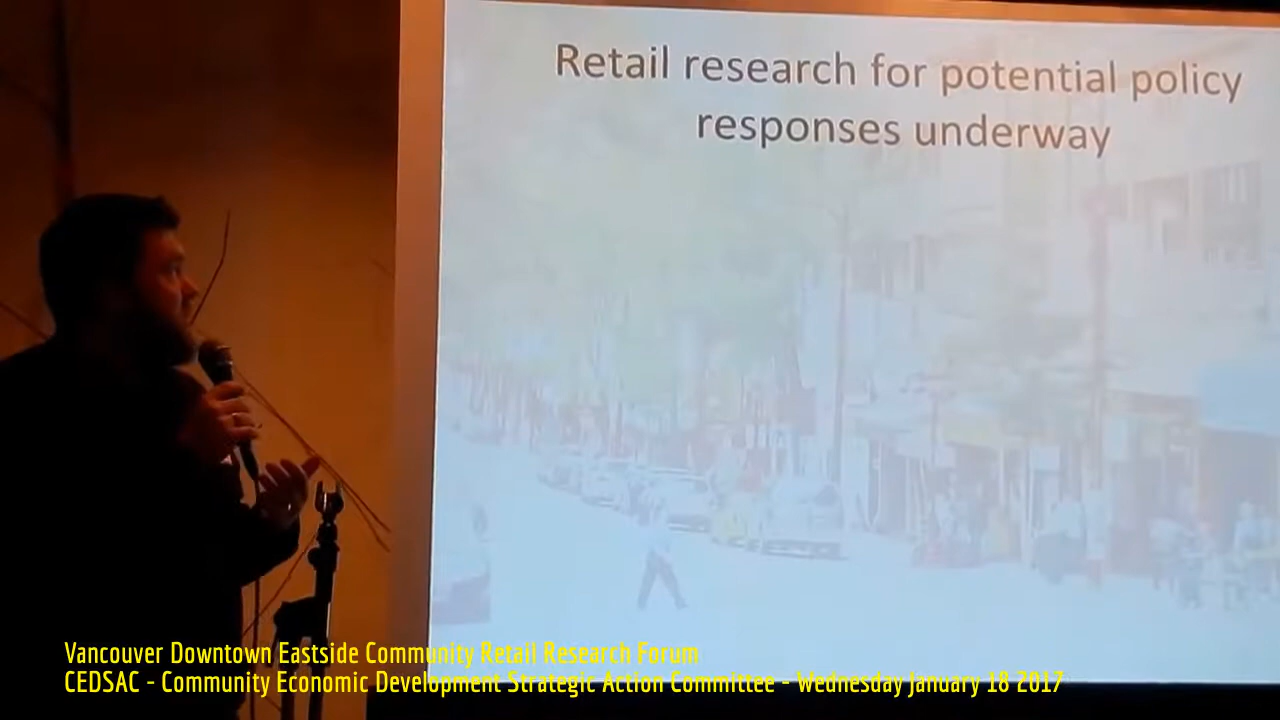 Retail research for potential policy
responses underway
Vancouver Downtown Eastside Community Retail Research Forum
CEDSAC - Community Economic Development Strategic Action Committee - Wednesday January 18 2017